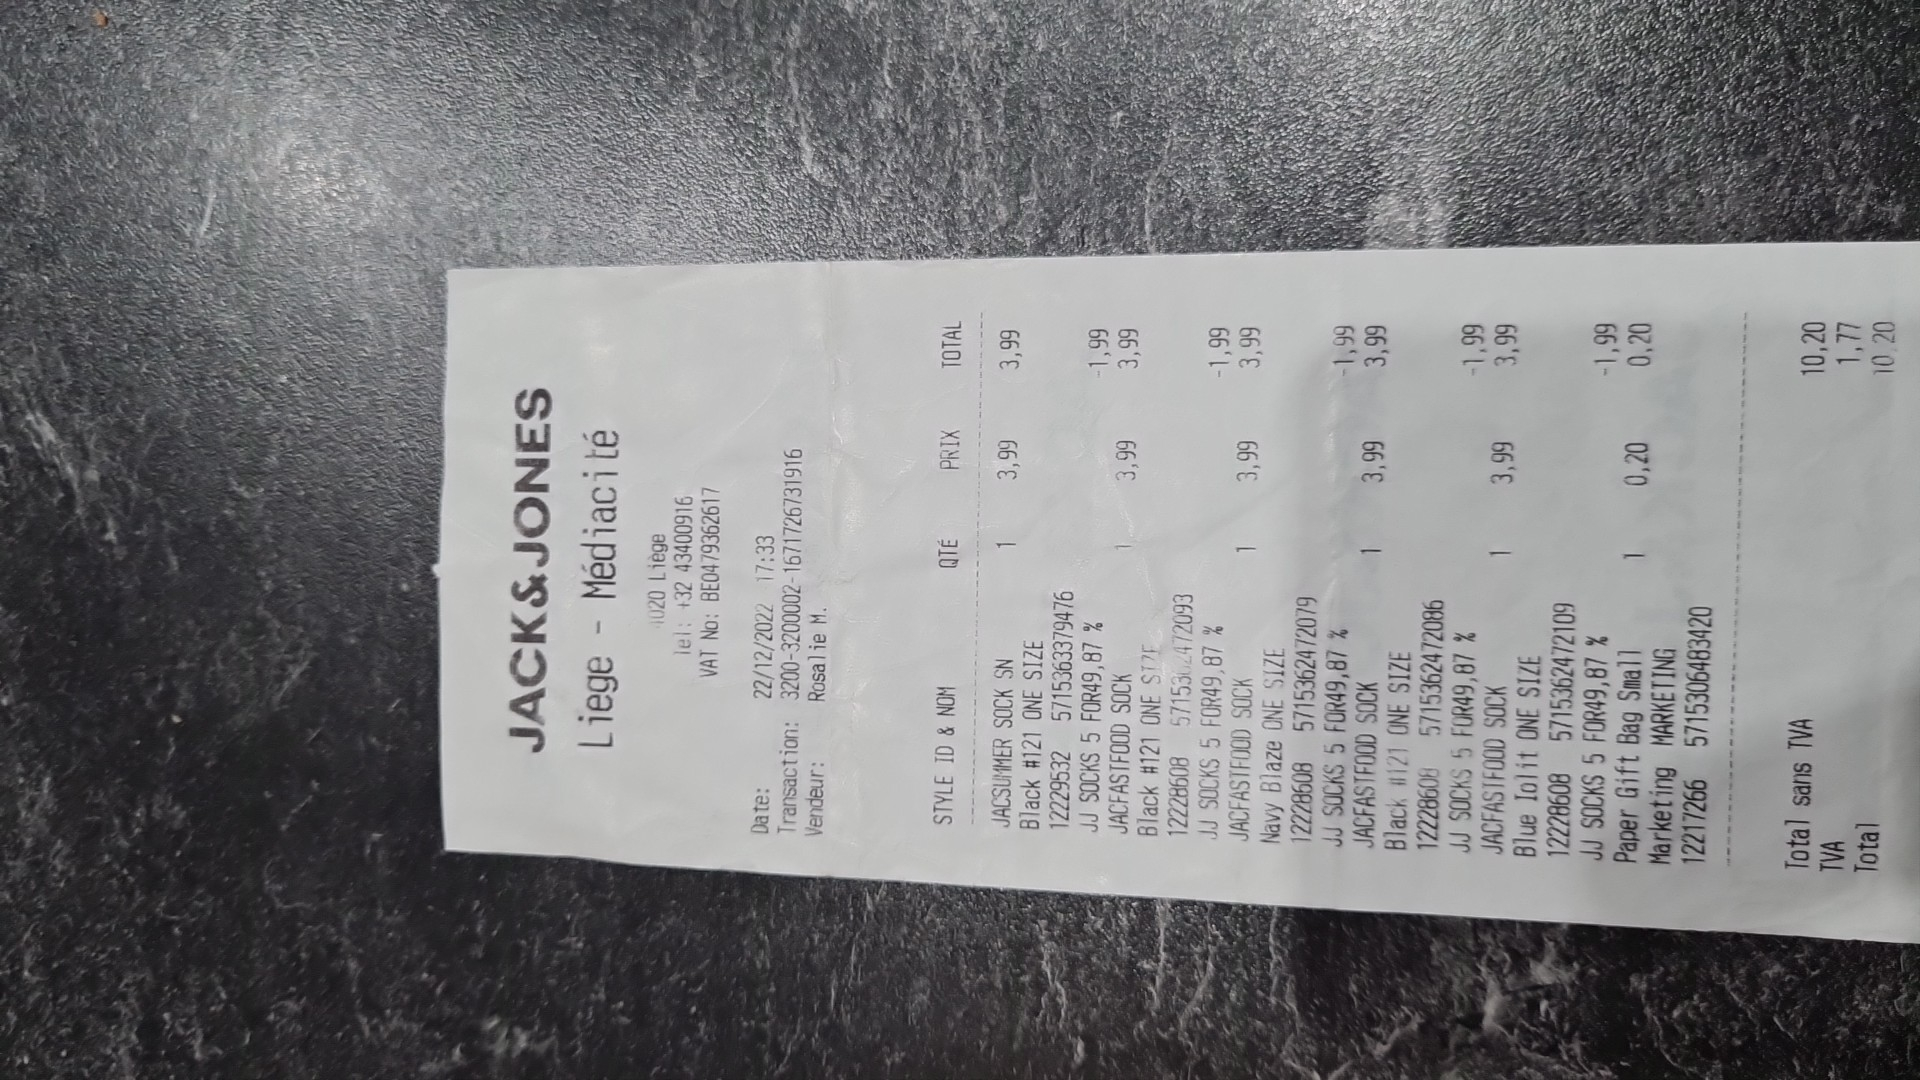 JACK&JONES
Liege - Médiacité
4020 Liège
Tel: +32 43400916
VAT No: BE0479362617
Date: 22/12/2022 17:33
Transaction: 3200-3200002-1671726731916
Vendeur: Rosalie M.
STYLE ID & NOM QTÉ PRIX TOTAL
JACSUMMER SOCK SN 1 3,99 3,99
Black #121 ONE SIZE
12229532 5715363379476
JJ SOCKS 5 FOR49,87 % -1,99
JACFASTFOOD SOCK 1 3,99 3,99
Black #121 ONE SIZE
12228608 5715362472093
JJ SOCKS 5 FOR49,87 % -1,99
JACFASTFOOD SOCK 1 3,99 3,99
Navy Blaze ONE SIZE
12228608 5715362472079
JJ SOCKS 5 FOR49,87 % -1,99
JACFASTFOOD SOCK 1 3,99 3,99
Black #121 ONE SIZE
12228608 5715362472086
JJ SOCKS 5 FOR49,87 % -1,99
JACFASTFOOD SOCK 1 3,99 3,99
Blue Iolit ONE SIZE
12228608 5715362472109
JJ SOCKS 5 FOR49,87 % -1,99
Paper Gift Bag Small 1 0,20 0,20
Marketing MARKETING
12217266 5715306483420
Total sans TVA 10,20
TVA 1,77
Total 10,20